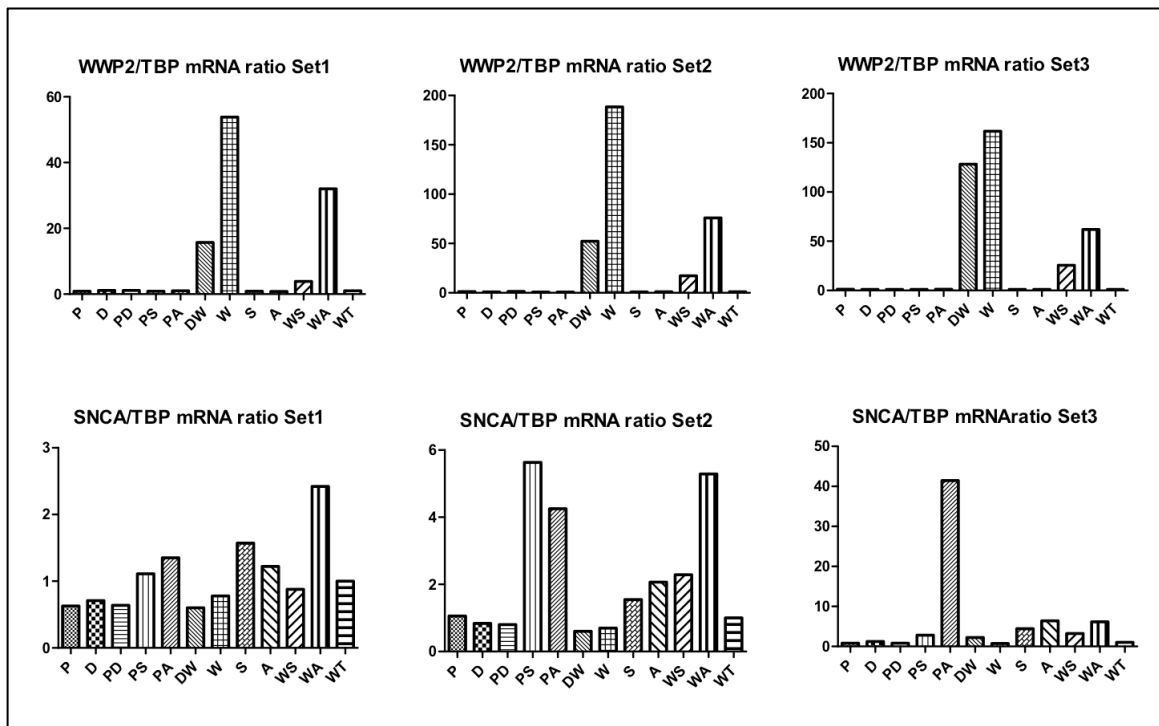 WWP2/TBP mRNA ratio Set1
60
40
20
0
P D PD PS PA DW W S A WS WA WT
WWP2/TBP mRNA ratio Set2
200
150
100
50
0
P D PD PS PA DW W S A WS WA WT
WWP2/TBP mRNA ratio Set3
200
150
100
50
0
P D PD PS PA DW W S A WS WA WT
SNCA/TBP mRNA ratio Set1
3
2
1
0
P D PD PS PA DW W S A WS WA WT
SNCA/TBP mRNA ratio Set2
6
4
2
0
P D PD PS PA DW W S A WS WA WT
SNCA/TBP mRNAratio Set3
50
40
30
20
10
0
P D PD PS PA DW W S A WS WA WT